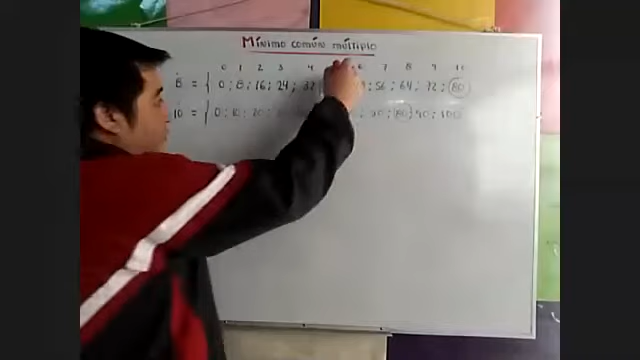 Mínimo común múltiplo
0 1 2 3 4 6 7 8 9 10
8 = { 0 ; 8 ; 16 ; 24 ; 32 ; 56 ; 64 ; 72 ; 80
10 = { 0 ; 10 ; 20 ; 80 ; 90 ; 100